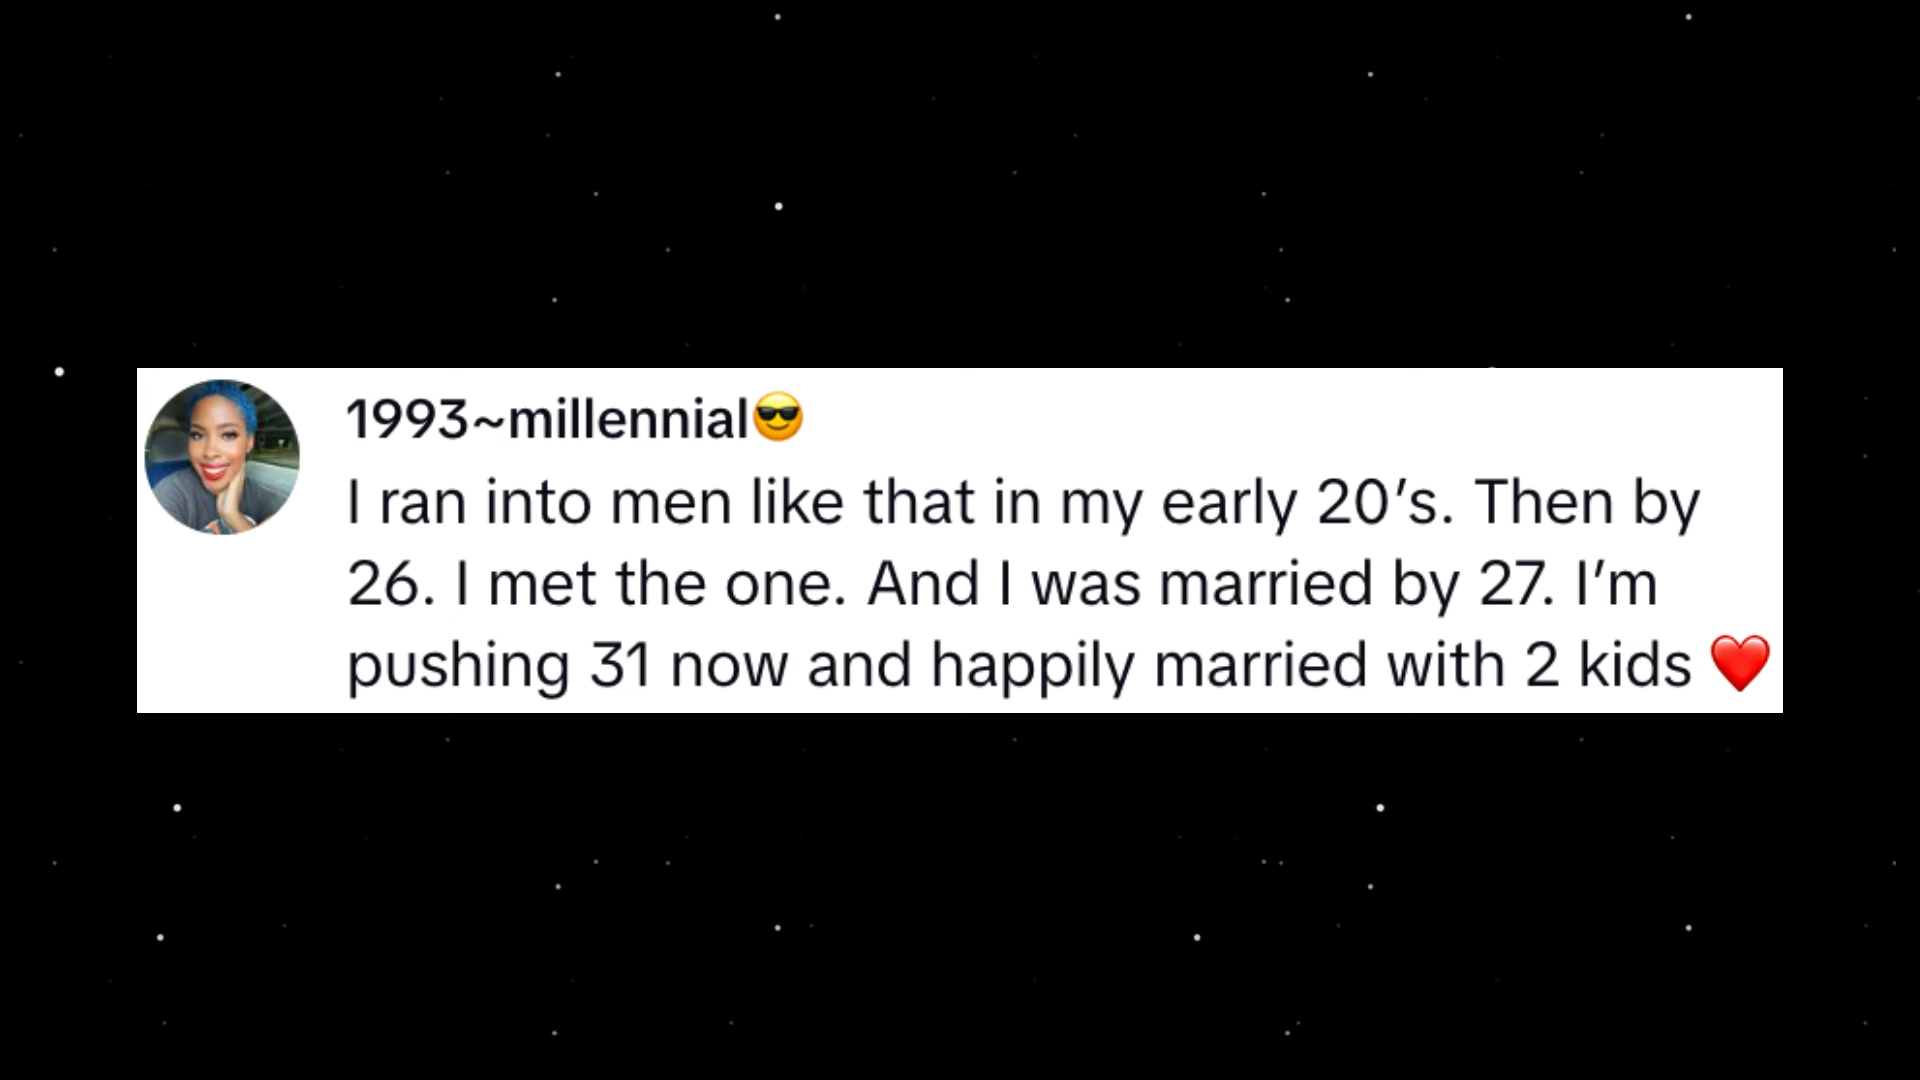 1993~millennial😎
I ran into men like that in my early 20’s. Then by
26. I met the one. And I was married by 27. I’m
pushing 31 now and happily married with 2 kids ❤️